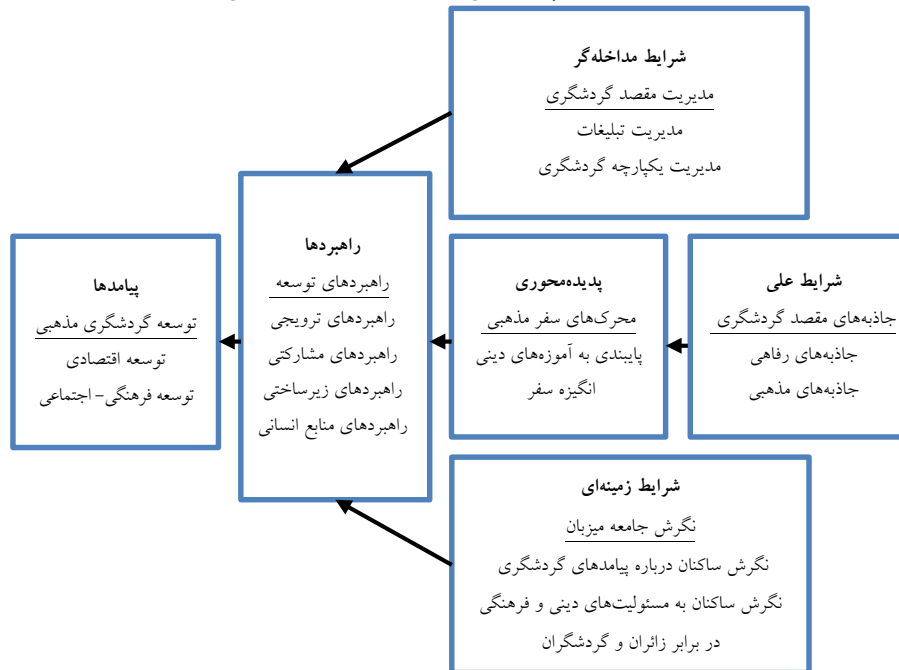 شرایط مداخله‌گر
مدیریت مقصد گردشگری
مدیریت تبلیغات
مدیریت یکپارچه گردشگری
شرایط علی
جاذبه‌های مقصد گردشگری
جاذبه‌های رفاهی
جاذبه‌های مذهبی
پدیده‌محوری
محرک‌های سفر مذهبی
پایبندی به آموزه‌های دینی
انگیزه سفر
راهبردها
راهبردهای توسعه
راهبردهای ترویجی
راهبردهای مشارکتی
راهبردهای زیرساختی
راهبردهای منابع انسانی
پیامدها
توسعه گردشگری مذهبی
توسعه اقتصادی
توسعه فرهنگی- اجتماعی
شرایط زمینه‌ای
نگرش جامعه میزبان
نگرش ساکنان درباره پیامدهای گردشگری
نگرش ساکنان به مسئولیت‌های دینی و فرهنگی
در برابر زائران و گردشگران